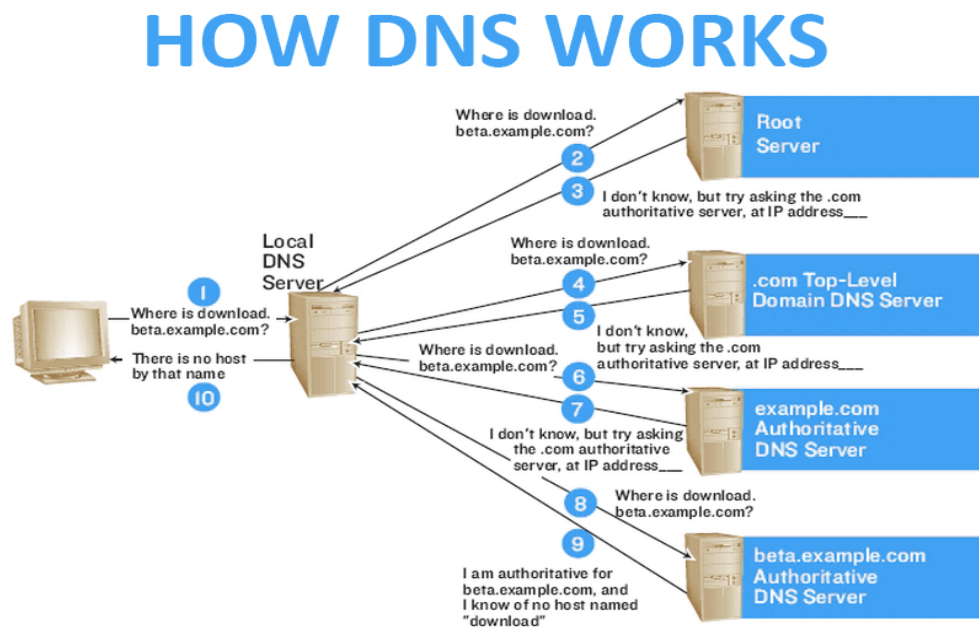 HOW DNS WORKS
Where is download.
beta.example.com?
2
Root
Server
3
I don't know, but try asking the .com
authoritative server, at IP address___
Local
DNS
Server
Where is download.
beta.example.com?
4
.com Top-Level
Domain DNS Server
5
I don't know,
but try asking the .com
authoritative server, at IP address___
1
Where is download.
beta.example.com?
There is no host
by that name
10
Where is download.
beta.example.com?
6
example.com
Authoritative
DNS Server
7
I don't know, but try asking
the .com authoritative
server, at IP address___
8
Where is download.
beta.example.com?
9
beta.example.com
Authoritative
DNS Server
I am authoritative for
beta.example.com, and
I know of no host named
"download"